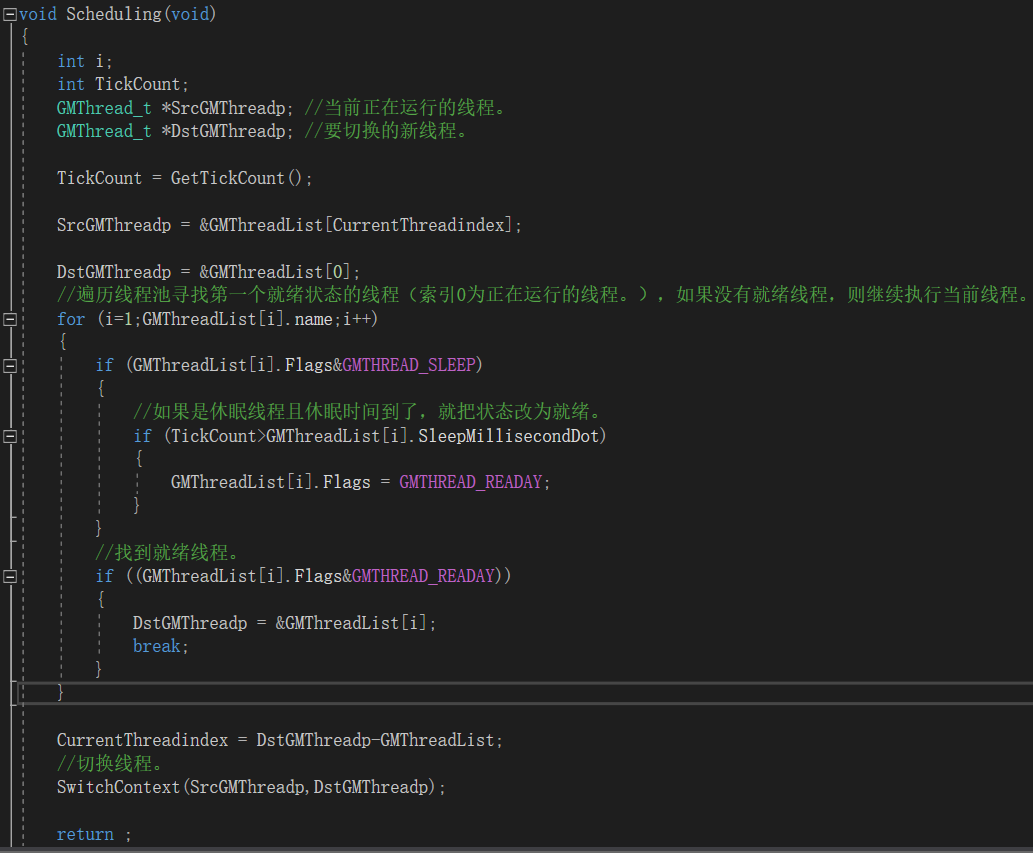 void Scheduling(void)
{
int i;
int TickCount;
GMThread_t *SrcGMThreadp; //当前正在运行的线程。
GMThread_t *DstGMThreadp; //要切换的新线程。
TickCount = GetTickCount();
SrcGMThreadp = &GMThreadList[CurrentThreadindex];
DstGMThreadp = &GMThreadList[0];
//遍历线程池寻找第一个就绪状态的线程（索引0为正在运行的线程。），如果没有就绪线程，则继续执行当前线程。
for (i=1;GMThreadList[i].name;i++)
{
if (GMThreadList[i].Flags&GMTHREAD_SLEEP)
{
//如果是休眠线程且休眠时间到了，就把状态改为就绪。
if (TickCount>GMThreadList[i].SleepMillisecondDot)
{
GMThreadList[i].Flags = GMTHREAD_READAY;
}
}
//找到就绪线程。
if ((GMThreadList[i].Flags&GMTHREAD_READAY))
{
DstGMThreadp = &GMThreadList[i];
break;
}
}
CurrentThreadindex = DstGMThreadp-GMThreadList;
//切换线程。
SwitchContext(SrcGMThreadp,DstGMThreadp);
return ;